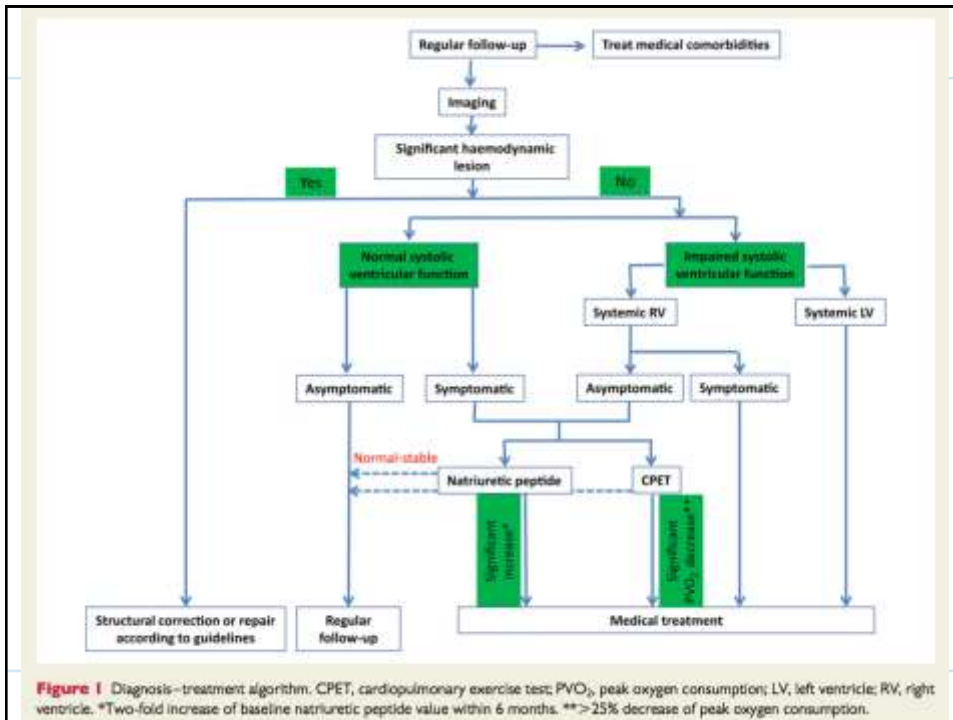 Regular follow-up
Treat medical comorbidities
Imaging
Significant haemodynamic
lesion
Yes
No
Normal systolic
ventricular function
Impaired systolic
ventricular function
Systemic RV
Systemic LV
Asymptomatic
Symptomatic
Asymptomatic
Symptomatic
Normal-stable
Natriuretic peptide
CPET
Significant
increase*
Significant
PVO₂ decrease**
Structural correction or repair
according to guidelines
Regular
follow-up
Medical treatment
Figure 1 Diagnosis–treatment algorithm. CPET, cardiopulmonary exercise test; PVO₂, peak oxygen consumption; LV, left ventricle; RV, right
ventricle. *Two-fold increase of baseline natriuretic peptide value within 6 months. **>25% decrease of peak oxygen consumption.